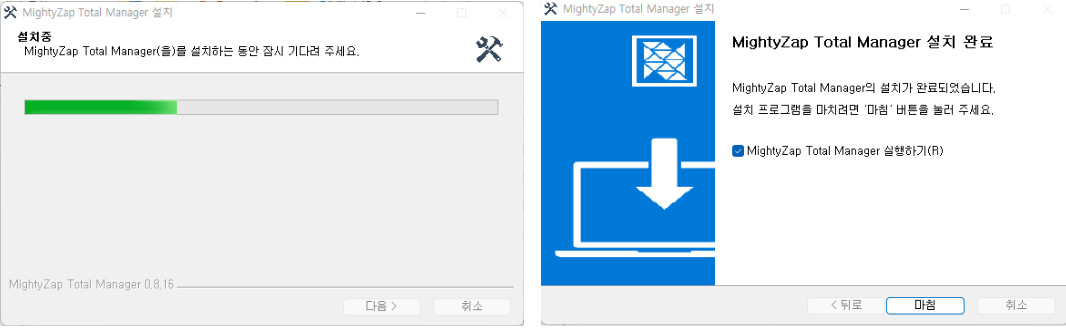 MightyZap Total Manager 설치
설치중
MightyZap Total Manager(을)를 설치하는 동안 잠시 기다려 주세요.
MightyZap Total Manager 0.8.16
다음 >
취소
MightyZap Total Manager 설치
MightyZap Total Manager 설치 완료
MightyZap Total Manager의 설치가 완료되었습니다.
설치 프로그램을 마치려면 '마침' 버튼을 눌러 주세요.
MightyZap Total Manager 실행하기(R)
< 뒤로
마침
취소